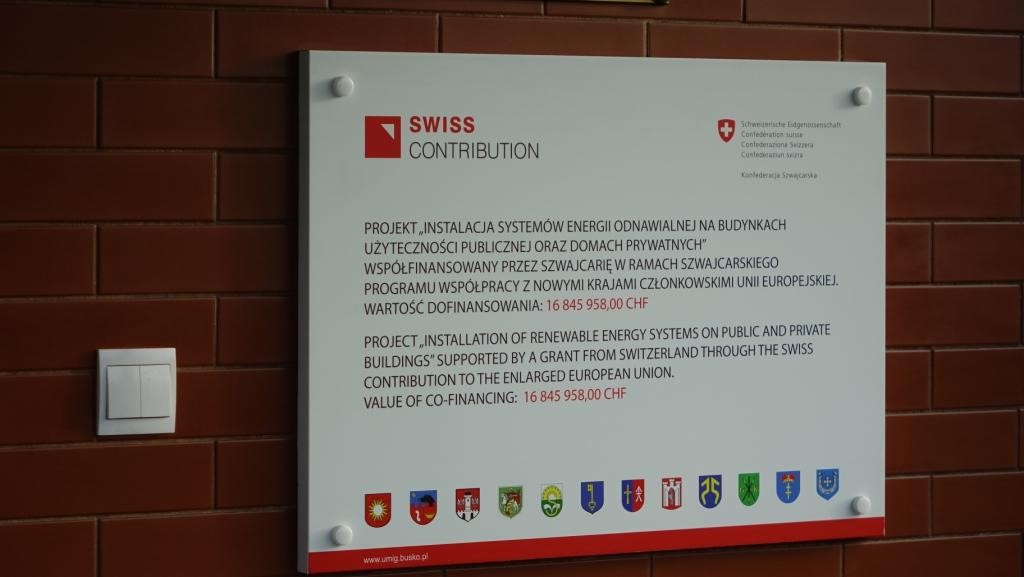 SWISS
CONTRIBUTION
Schweizerische Eidgenossenschaft
Confédération suisse
Confederazione Svizzera
Confederaziun svizra
Konfederacja Szwajcarska
PROJEKT „INSTALACJA SYSTEMÓW ENERGII ODNAWIALNEJ NA BUDYNKACH
UŻYTECZNOŚCI PUBLICZNEJ ORAZ DOMACH PRYWATNYCH”
WSPÓŁFINANSOWANY PRZEZ SZWAJCARIĘ W RAMACH SZWAJCARSKIEGO
PROGRAMU WSPÓŁPRACY Z NOWYMI KRAJAMI CZŁONKOWSKIMI UNII EUROPEJSKIEJ.
WARTOŚĆ DOFINANSOWANIA: 16 845 958,00 CHF
PROJECT „INSTALLATION OF RENEWABLE ENERGY SYSTEMS ON PUBLIC AND PRIVATE
BUILDINGS” SUPPORTED BY A GRANT FROM SWITZERLAND THROUGH THE SWISS
CONTRIBUTION TO THE ENLARGED EUROPEAN UNION.
VALUE OF CO-FINANCING: 16 845 958,00 CHF
www.umig.busko.pl